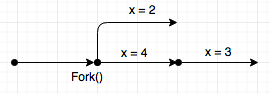 x = 2
x = 4
x = 3
Fork()